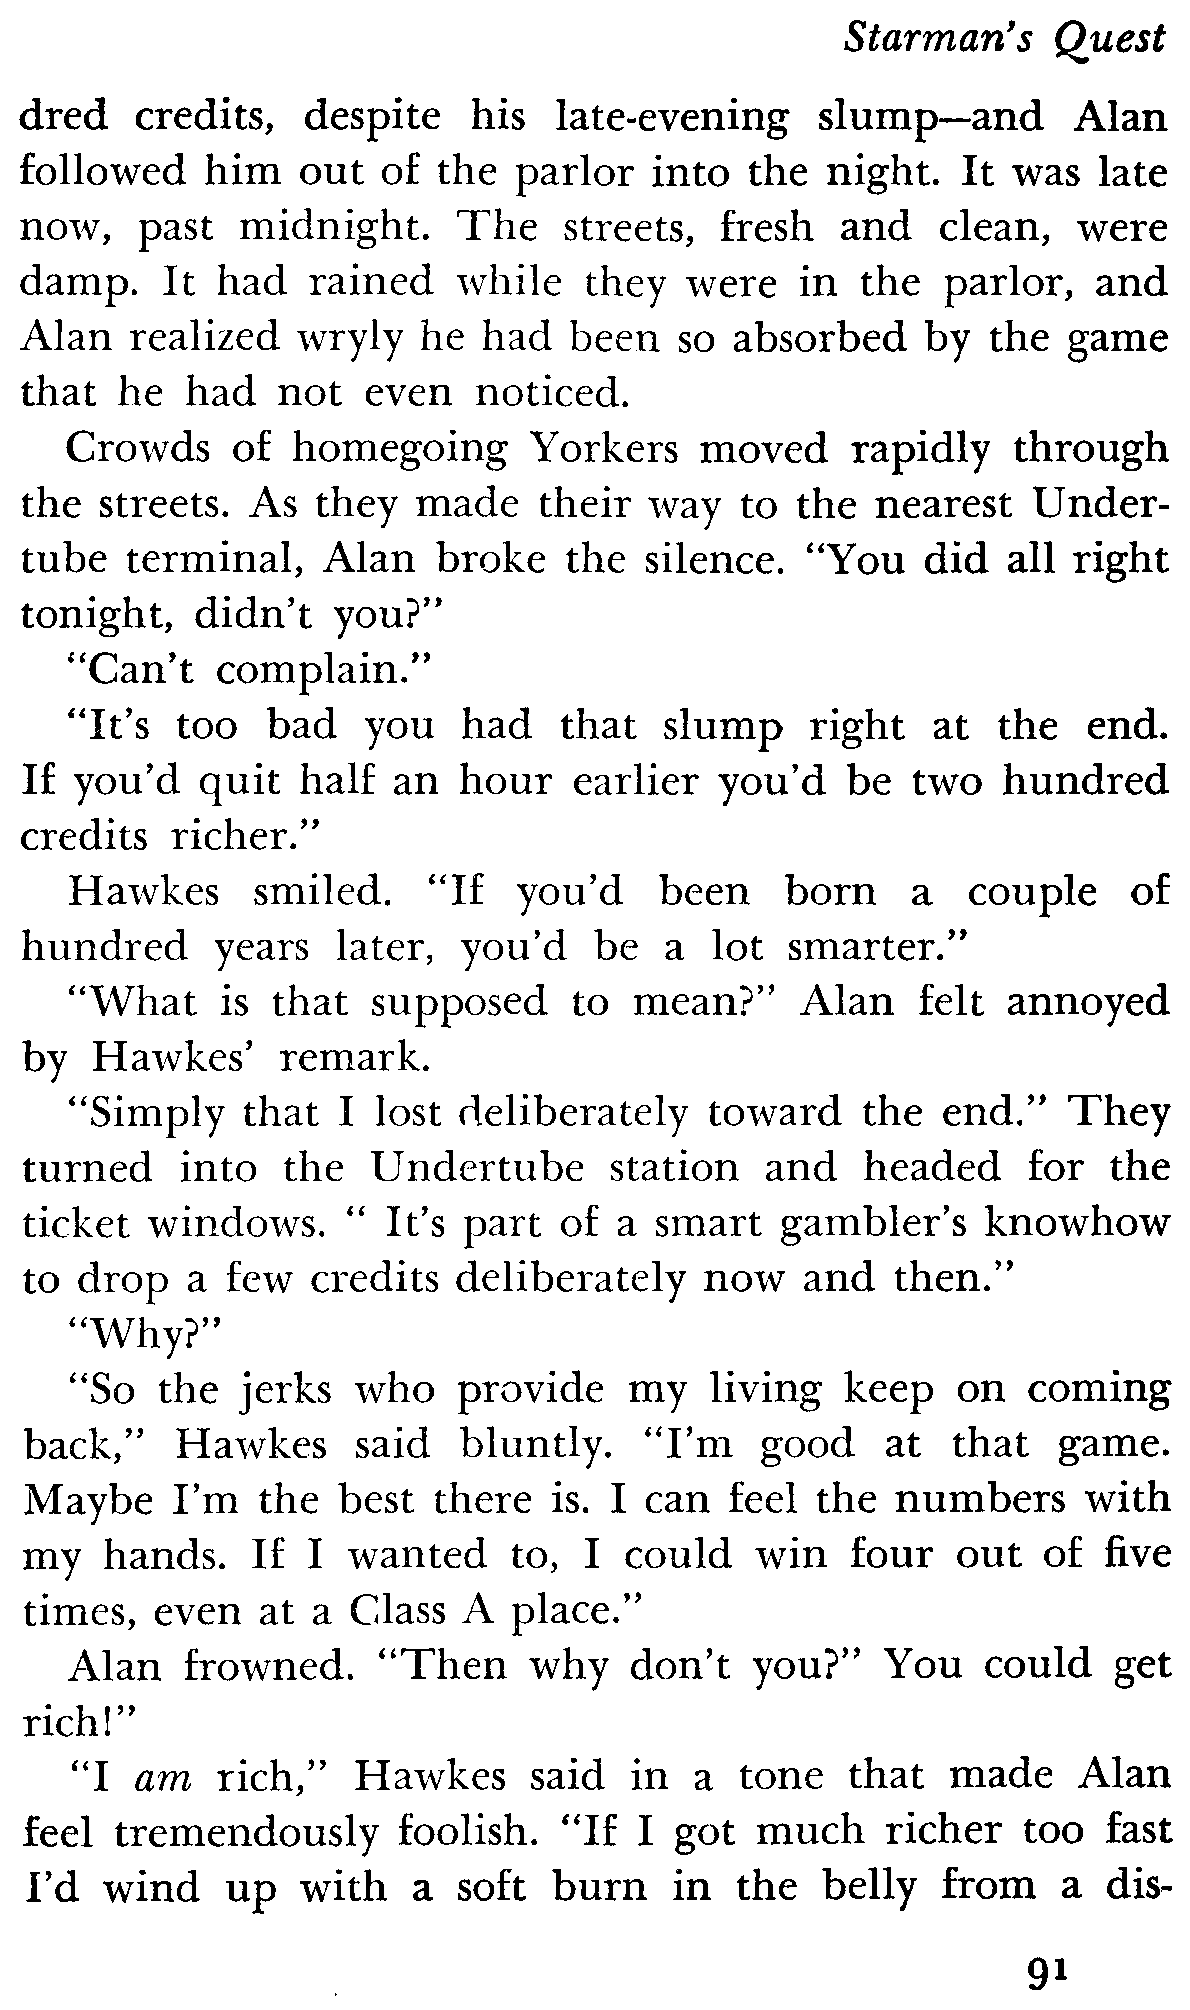 Starman's Quest
dred credits, despite his late-evening slump—and Alan
followed him out of the parlor into the night. It was late
now, past midnight. The streets, fresh and clean, were
damp. It had rained while they were in the parlor, and
Alan realized wryly he had been so absorbed by the game
that he had not even noticed.
Crowds of homegoing Yorkers moved rapidly through
the streets. As they made their way to the nearest Under-
tube terminal, Alan broke the silence. “You did all right
tonight, didn't you?”
“Can't complain.”
“It's too bad you had that slump right at the end.
If you'd quit half an hour earlier you'd be two hundred
credits richer.”
Hawkes smiled. “If you'd been born a couple of
hundred years later, you'd be a lot smarter.”
“What is that supposed to mean?” Alan felt annoyed
by Hawkes' remark.
“Simply that I lost deliberately toward the end.” They
turned into the Undertube station and headed for the
ticket windows. “ It's part of a smart gambler's knowhow
to drop a few credits deliberately now and then.”
“Why?”
“So the jerks who provide my living keep on coming
back,” Hawkes said bluntly. “I'm good at that game.
Maybe I'm the best there is. I can feel the numbers with
my hands. If I wanted to, I could win four out of five
times, even at a Class A place.”
Alan frowned. “Then why don't you?” You could get
rich!”
“I am rich,” Hawkes said in a tone that made Alan
feel tremendously foolish. “If I got much richer too fast
I'd wind up with a soft burn in the belly from a dis-
91